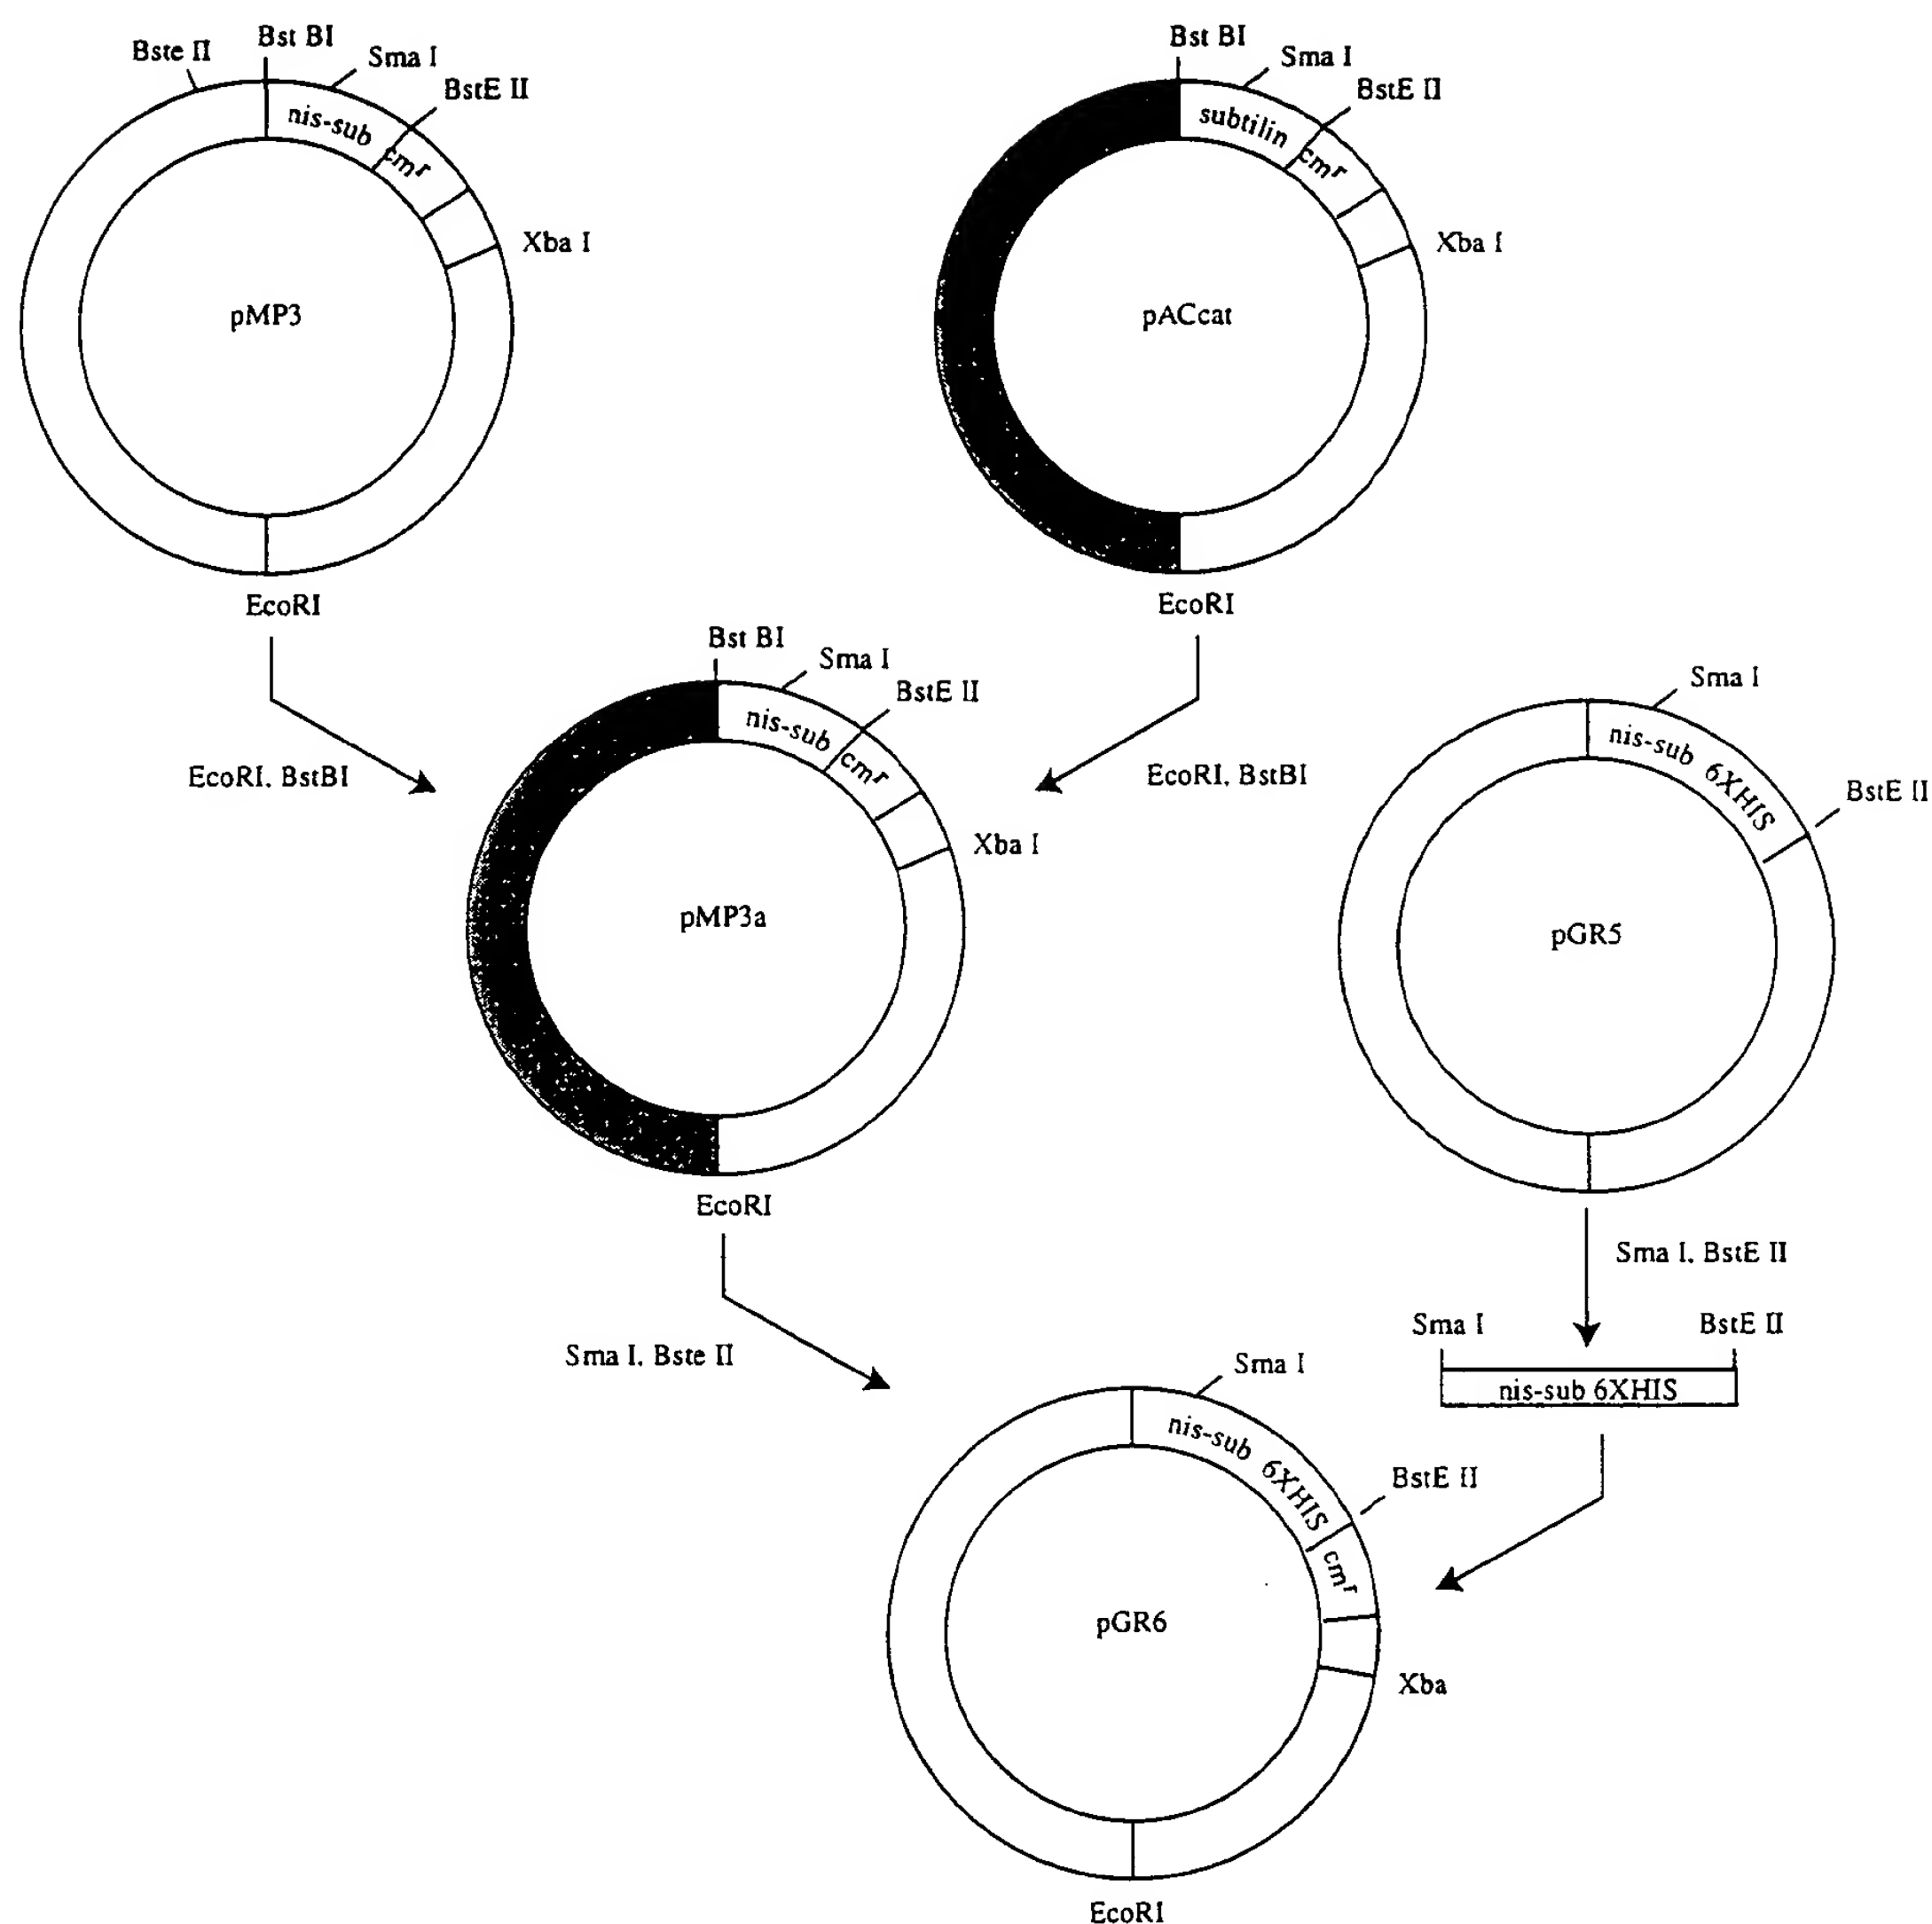 Bste II
Bst BI
Sma I
BstE II
nis-sub
cmr
Xba I
pMP3
EcoRI
Bst BI
Sma I
BstE II
subtilin
cmr
Xba I
pACcat
EcoRI
EcoRI, BstBI
EcoRI, BstBI
Bst BI
Sma I
BstE II
nis-sub
cmr
Xba I
pMP3a
EcoRI
Sma I
nis-sub 6XHIS
BstE II
pGR5
Sma I, BstE II
Sma I
BstE II
nis-sub 6XHIS
Sma I, Bste II
Sma I
nis-sub 6XHIS
BstE II
cmr
pGR6
Xba
EcoRI